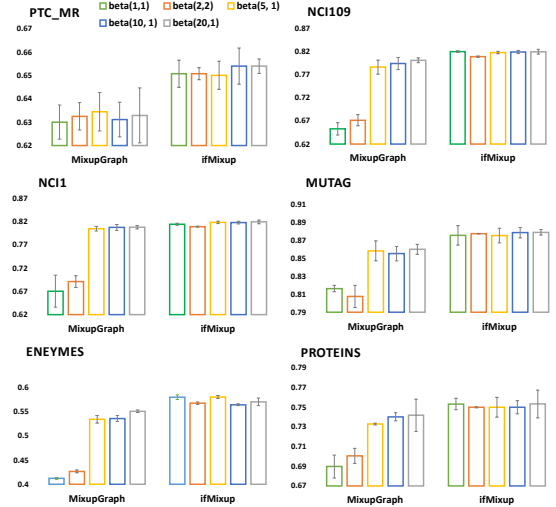 PTC_MR
beta(1,1) beta(2,2) beta(5, 1)
beta(10, 1) beta(20,1)
0.67
0.66
0.65
0.64
0.63
0.62
MixupGraph ifMixup
NCI109
0.82
0.77
0.72
0.67
0.62
MixupGraph ifMixup
NCI1
0.87
0.82
0.77
0.72
0.67
0.62
MixupGraph ifMixup
MUTAG
0.91
0.89
0.87
0.85
0.83
0.81
0.79
MixupGraph ifMixup
ENEYMES
0.6
0.55
0.5
0.45
0.4
MixupGraph ifMixup
PROTEINS
0.79
0.77
0.75
0.73
0.71
0.69
0.67
MixupGraph ifMixup